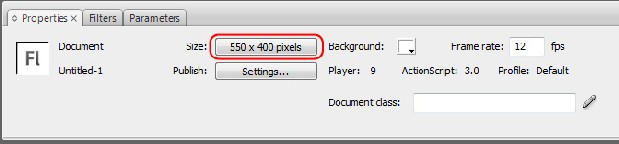 Properties × Filters Parameters
Fl Document Size: 550 x 400 pixels Background: Frame rate: 12 fps
Untitled-1 Publish: Settings... Player: 9 ActionScript: 3.0 Profile: Default
Document class: